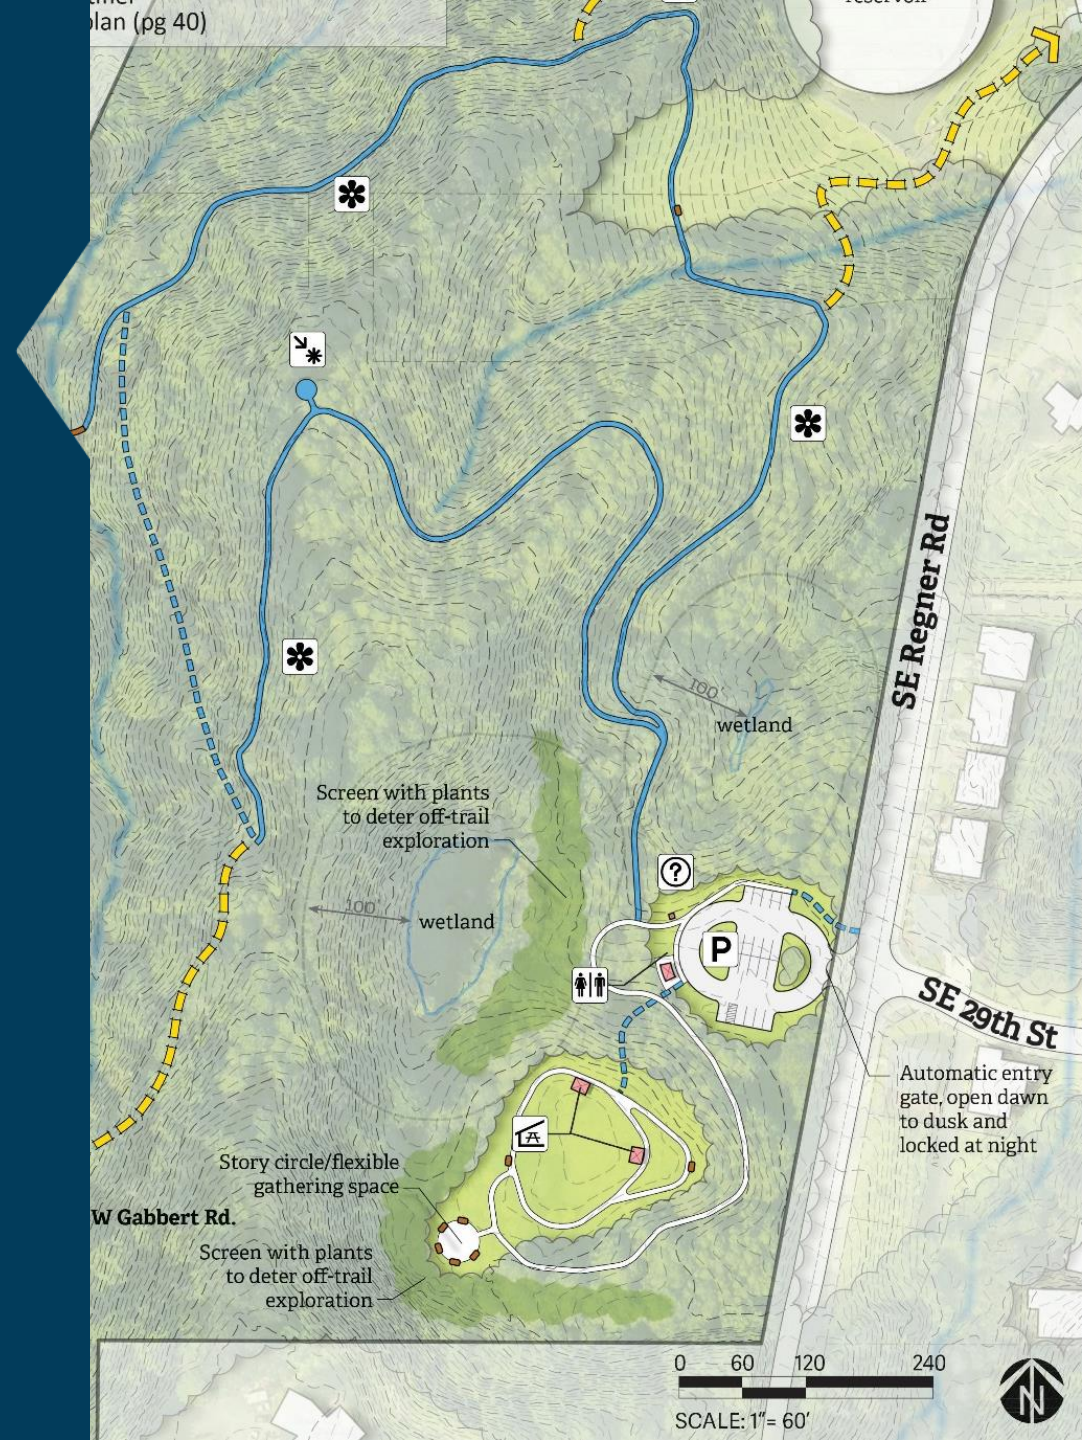 plan (pg 40)
reservoir
SE Regner Rd
100
wetland
Screen with plants
to deter off-trail
exploration
?
100
wetland
P
SE 29th St
Automatic entry
gate, open dawn
to dusk and
locked at night
Story circle/flexible
gathering space
W Gabbert Rd.
Screen with plants
to deter off-trail
exploration
0 60 120 240
SCALE: 1"= 60'
N